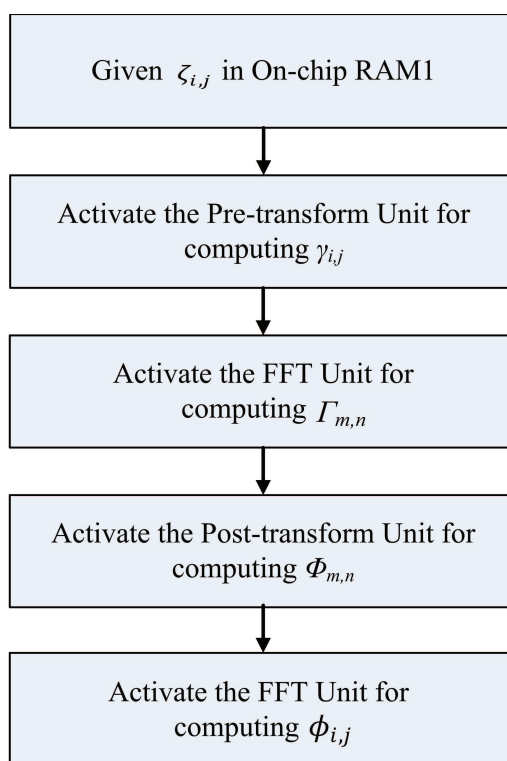 Given ζi,j in On-chip RAM1
Activate the Pre-transform Unit for
computing γi,j
Activate the FFT Unit for
computing Γm,n
Activate the Post-transform Unit for
computing Φm,n
Activate the FFT Unit for
computing ϕi,j